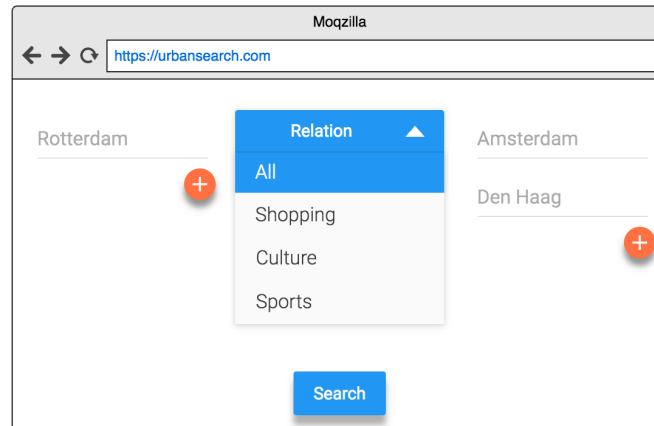 Moqzilla
https://urbansearch.com
Rotterdam
Relation
All
Shopping
Culture
Sports
Amsterdam
Den Haag
Search